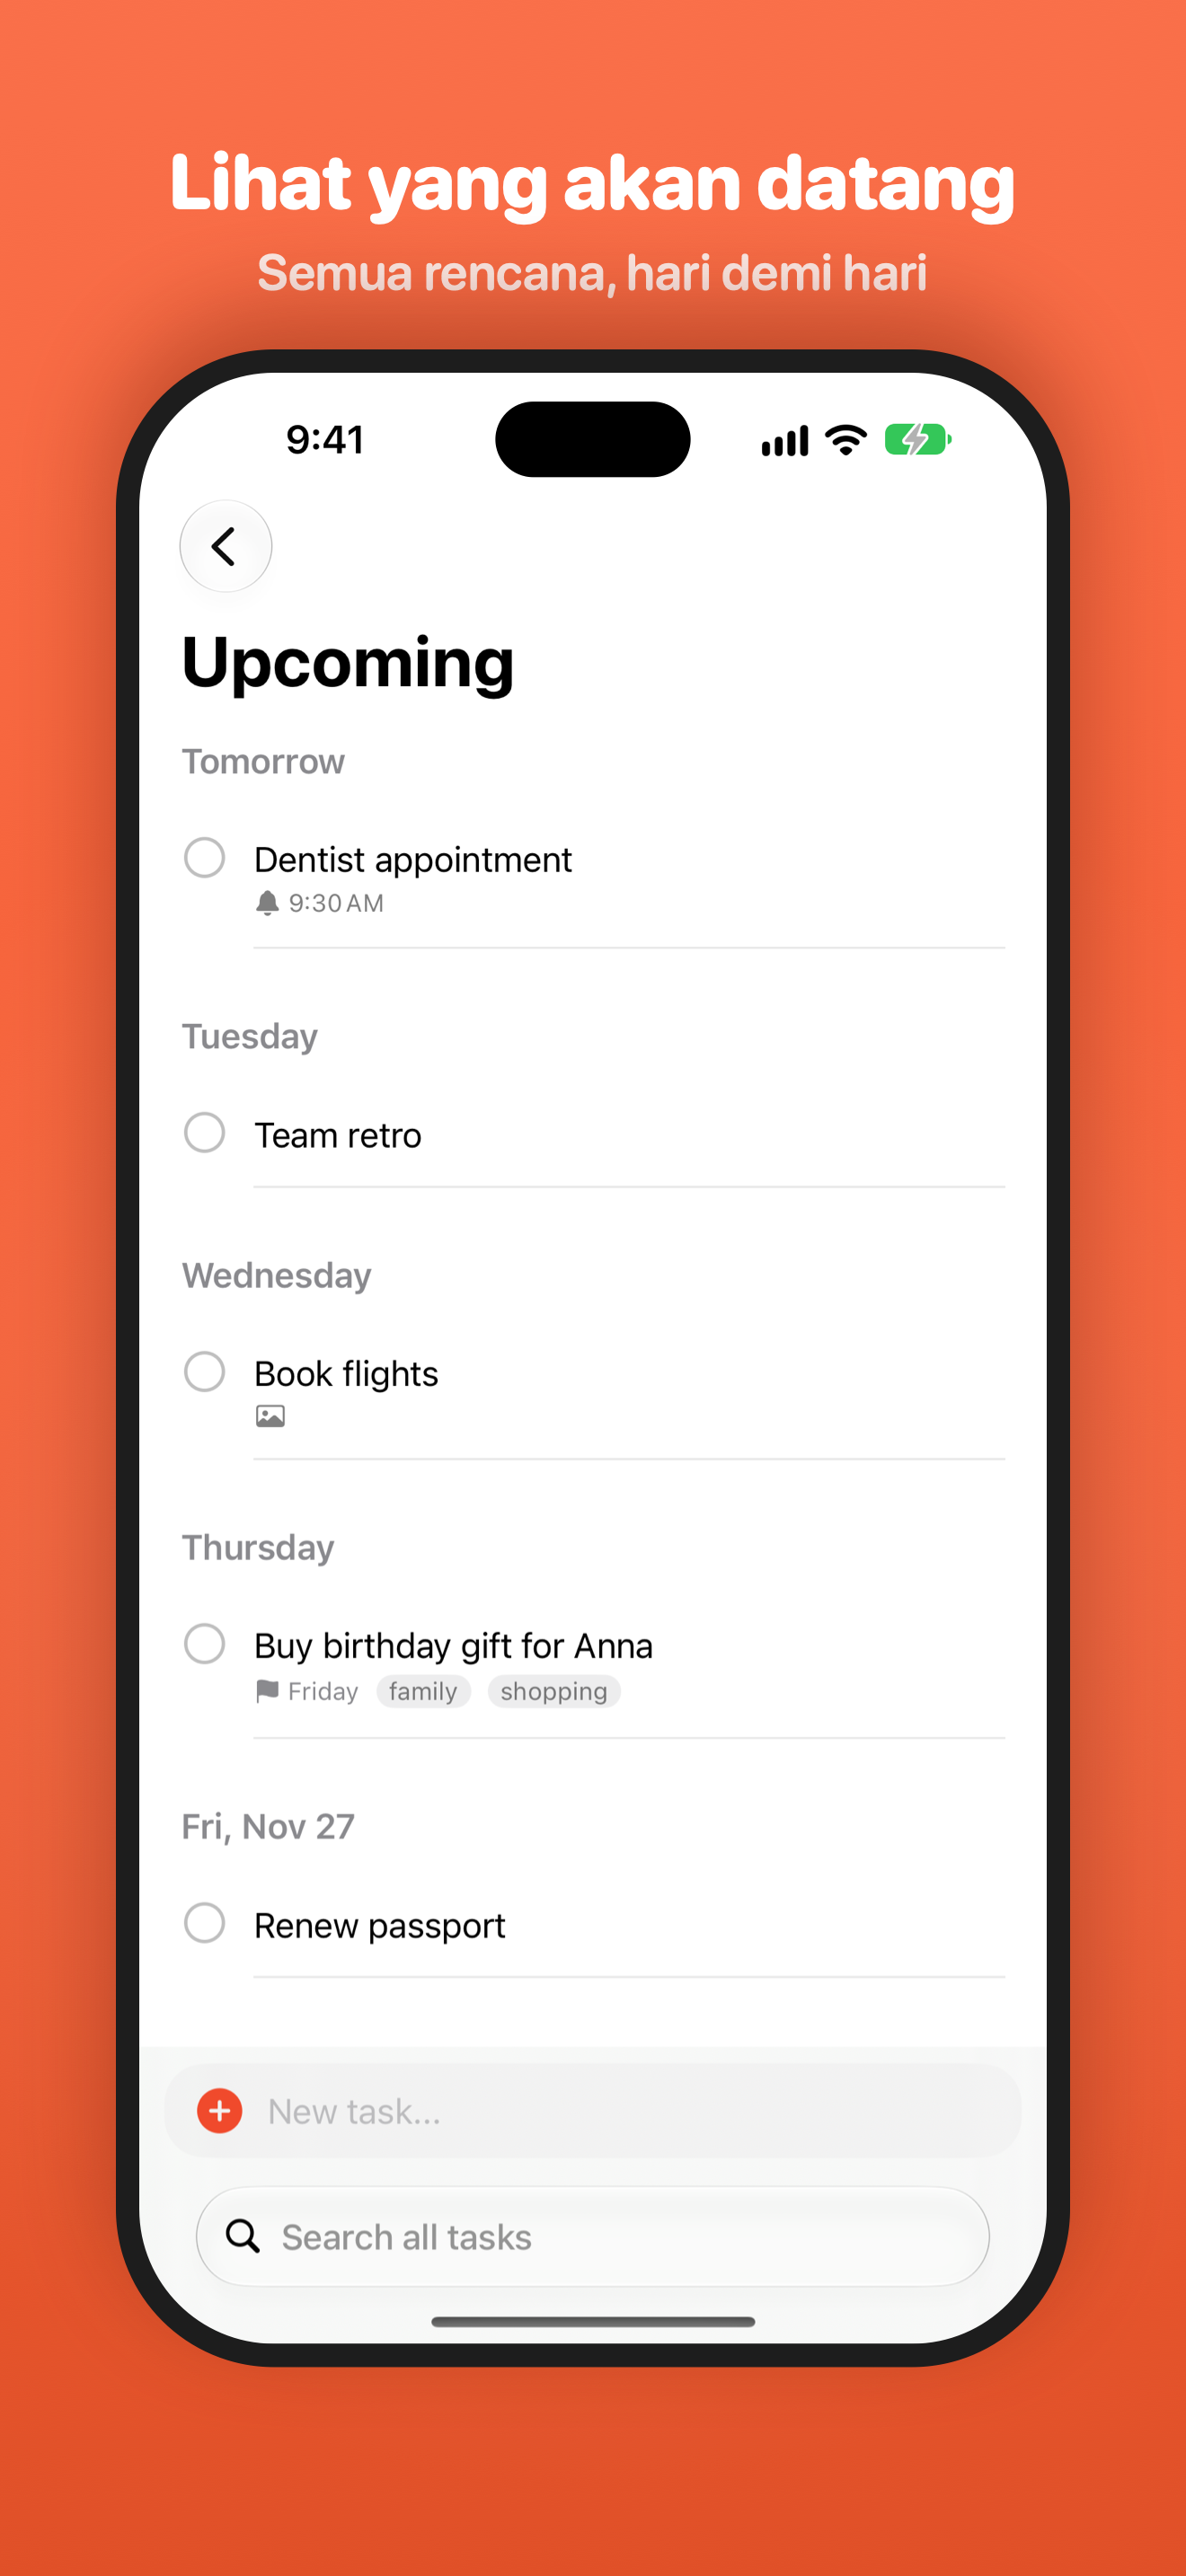 Lihat yang akan datang
Semua rencana, hari demi hari
9:41
Upcoming
Tomorrow
Dentist appointment
9:30 AM
Tuesday
Team retro
Wednesday
Book flights
Thursday
Buy birthday gift for Anna
Friday family shopping
Fri, Nov 27
Renew passport
New task...
Search all tasks